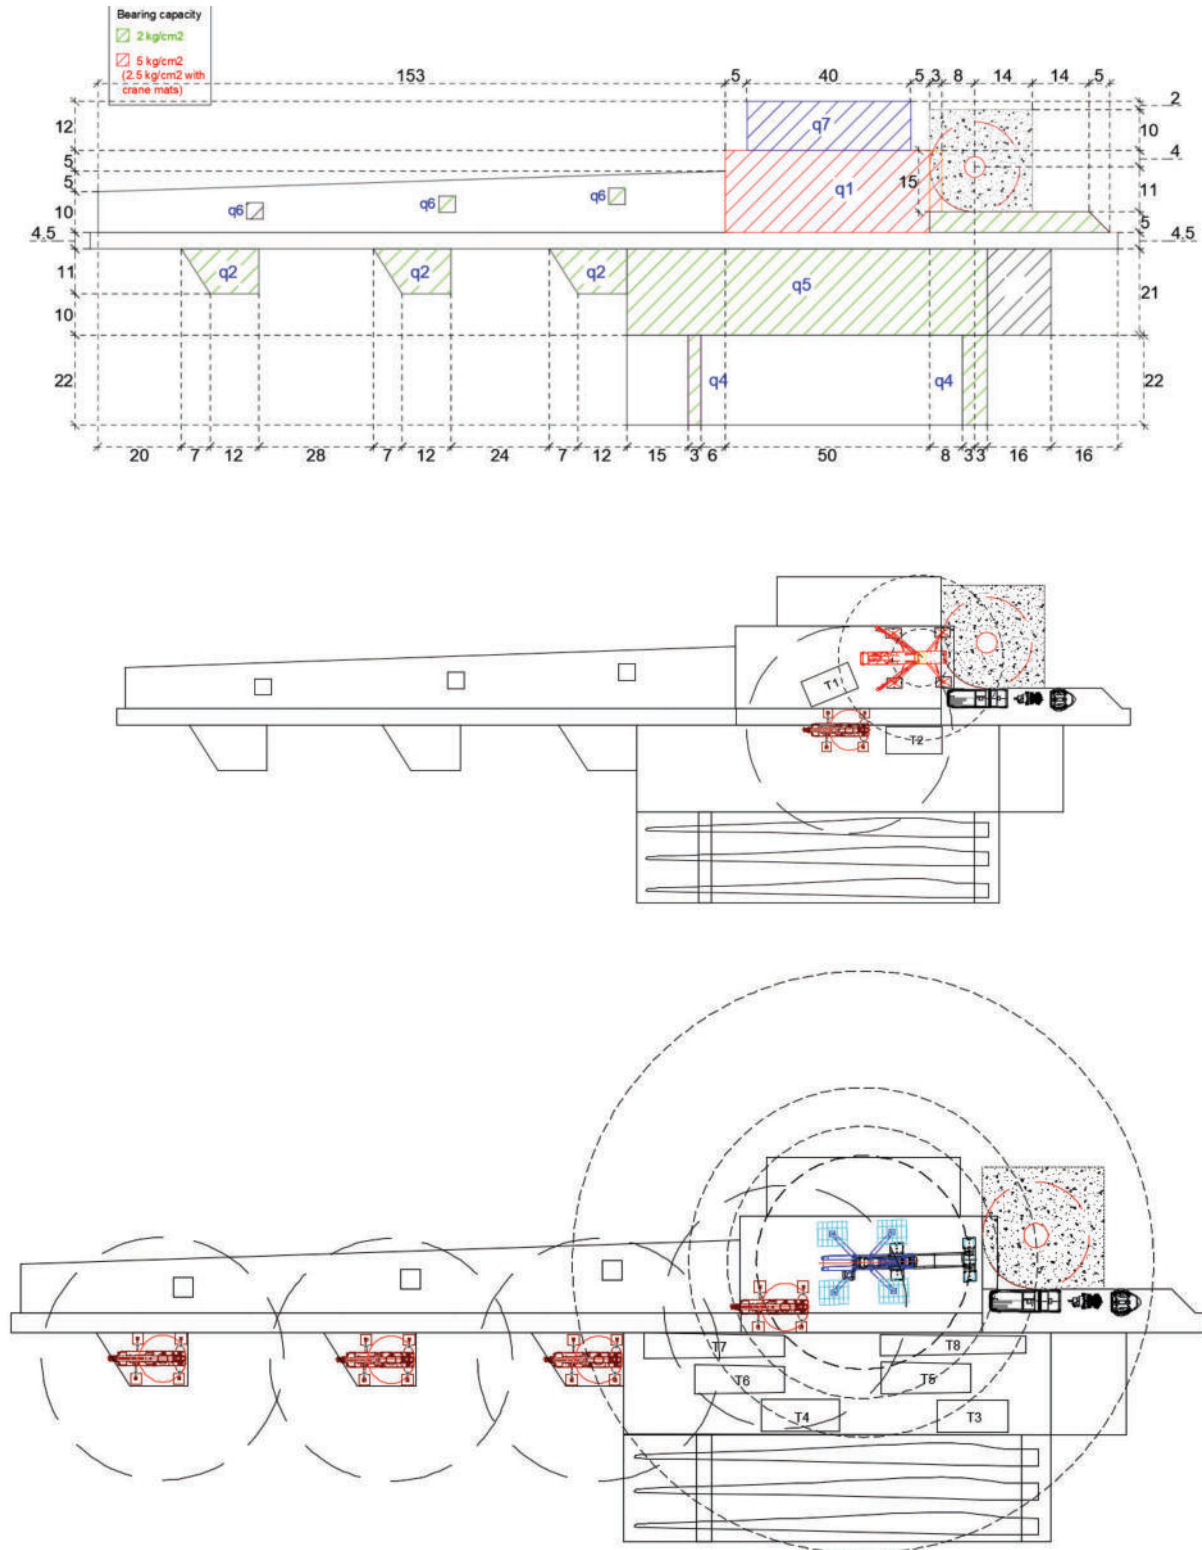 Bearing capacity
2 kg/cm2
5 kg/cm2
(2.5 kg/cm2 with
crane mats)
153
5
40
5
3
8
14
14
5
2
12
q7
10
5
4
5
q1
15
11
10
q6
q6
q6
5
4.5
4.5
11
q2
q2
q2
q5
21
10
22
q4
q4
22
20
7
12
28
7
12
24
7
12
15
3
6
50
8
3
3
16
16
T1
T2
T7
T8
T6
T5
T4
T3